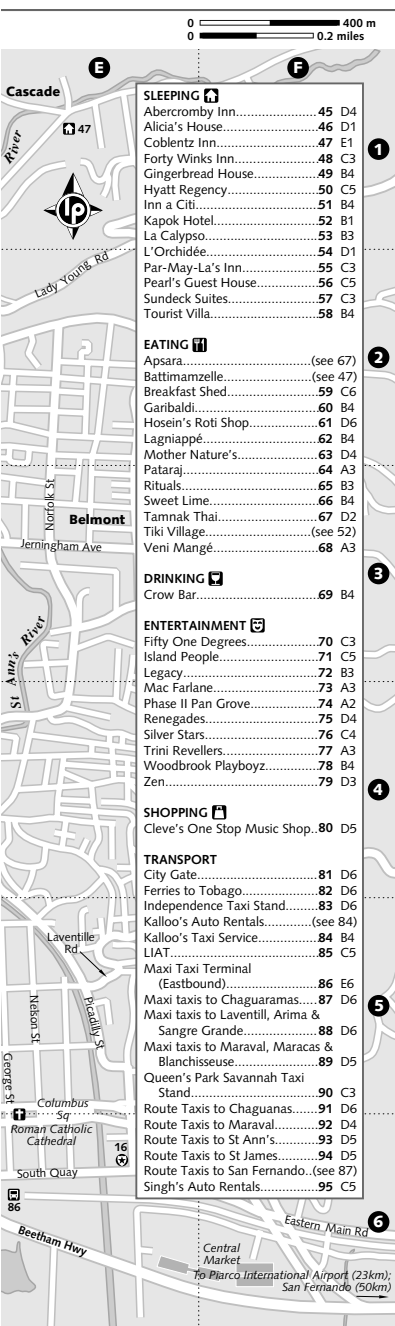 0 400 m
0 0.2 miles
E F
Cascade
River
47
lp
Lady Young Rd
Norfolk St
Belmont
Jerningham Ave
St Ann's River
Laventille
Rd
Nelson St
Picadilly St
George St
Columbus
Sq
Roman Catholic
Cathedral
16
South Quay
86
Beetham Hwy
Eastern Main Rd
Central
Market
To Piarco International Airport (23km);
San Fernando (50km)
1
2
3
4
5
6
SLEEPING
Abercromby Inn...................45 D4
Alicia's House.......................46 D1
Coblentz Inn.........................47 E1
Forty Winks Inn....................48 C3
Gingerbread House...............49 B4
Hyatt Regency......................50 C5
Inn a Citi..............................51 B4
Kapok Hotel.........................52 B1
La Calypso............................53 B3
L'Orchidée...........................54 D1
Par-May-La's Inn..................55 C3
Pearl's Guest House..............56 C5
Sundeck Suites.....................57 C3
Tourist Villa..........................58 B4
EATING
Apsara............................(see 67)
Battimamzelle..................(see 47)
Breakfast Shed.....................59 C6
Garibaldi..............................60 B4
Hosein's Roti Shop...............61 D6
Lagniappé............................62 B4
Mother Nature's...................63 D4
Pataraj.................................64 A3
Rituals..................................65 B3
Sweet Lime..........................66 B4
Tamnak Thai........................67 D2
Tiki Village.......................(see 52)
Veni Mangé.........................68 A3
DRINKING
Crow Bar..............................69 B4
ENTERTAINMENT
Fifty One Degrees.................70 C3
Island People........................71 C5
Legacy.................................72 B3
Mac Farlane.........................73 A3
Phase II Pan Grove...............74 A2
Renegades...........................75 D4
Silver Stars...........................76 C4
Trini Revellers.......................77 A3
Woodbrook Playboyz...........78 B4
Zen......................................79 D3
SHOPPING
Cleve's One Stop Music Shop..80 D5
TRANSPORT
City Gate.............................81 D6
Ferries to Tobago..................82 D6
Independence Taxi Stand......83 D6
Kalloo's Auto Rentals........(see 84)
Kalloo's Taxi Service..............84 B4
LIAT.....................................85 C5
Maxi Taxi Terminal
(Eastbound).....................86 E6
Maxi taxis to Chaguaramas.....87 D6
Maxi taxis to Laventill, Arima &
Sangre Grande.................88 D6
Maxi taxis to Maraval, Maracas &
Blanchisseuse...................89 D5
Queen's Park Savannah Taxi
Stand...............................90 C3
Route Taxis to Chaguanas......91 D6
Route Taxis to Maraval..........92 D4
Route Taxis to St Ann's.........93 D5
Route Taxis to St James........94 D5
Route Taxis to San Fernando..(see 87)
Singh's Auto Rentals.............95 C5